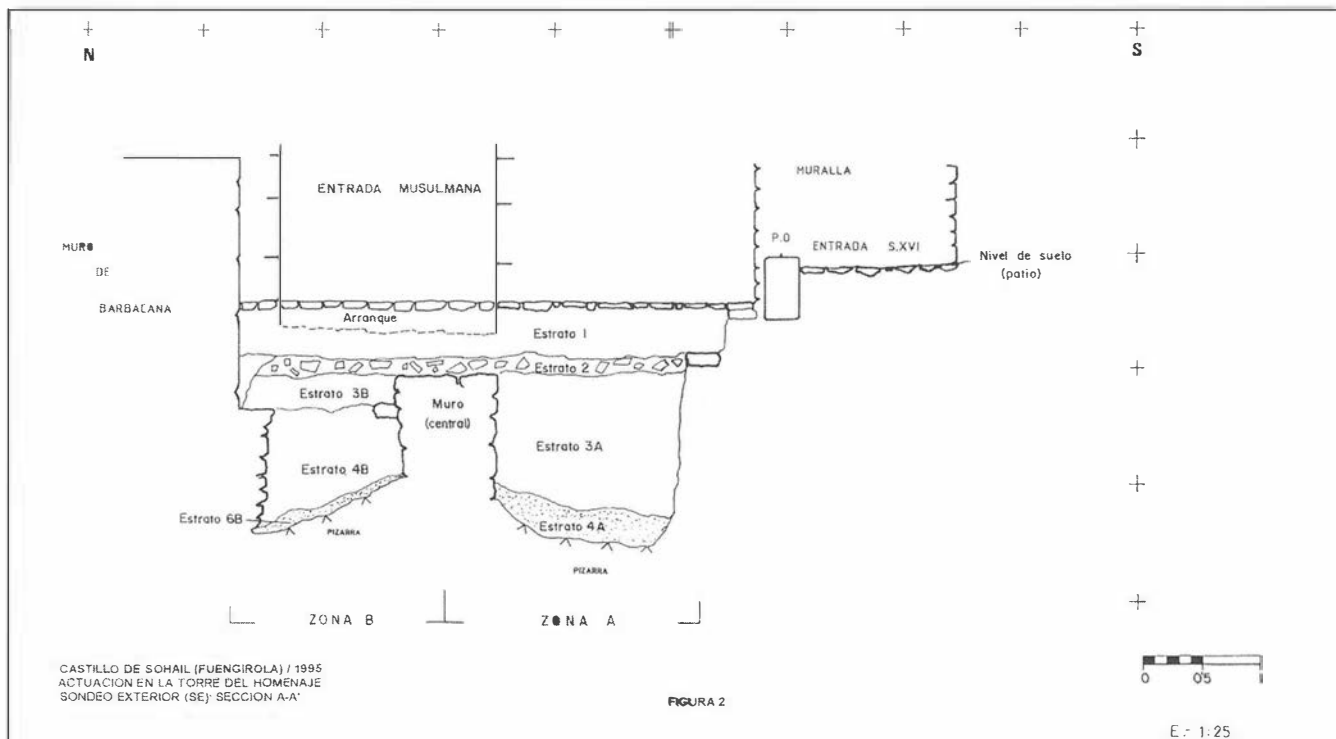 N
S
ENTRADA MUSULMANA
MURALLA
P.O
ENTRADA S.XVI
Nivel de suelo
(patio)
MURO
DE
BARBACANA
Arranque
Estrato 1
Estrato 2
Estrato 3B
Muro
(central)
Estrato 3A
Estrato 4B
Estrato 6B
PIZARRA
Estrato 4A
PIZARRA
ZONA B
ZONA A
CASTILLO DE SOHAIL (FUENGIROLA) / 1995
ACTUACION EN LA TORRE DEL HOMENAJE
SONDEO EXTERIOR (SE): SECCION A-A'
FIGURA 2
0 0'5 1
E.- 1:25